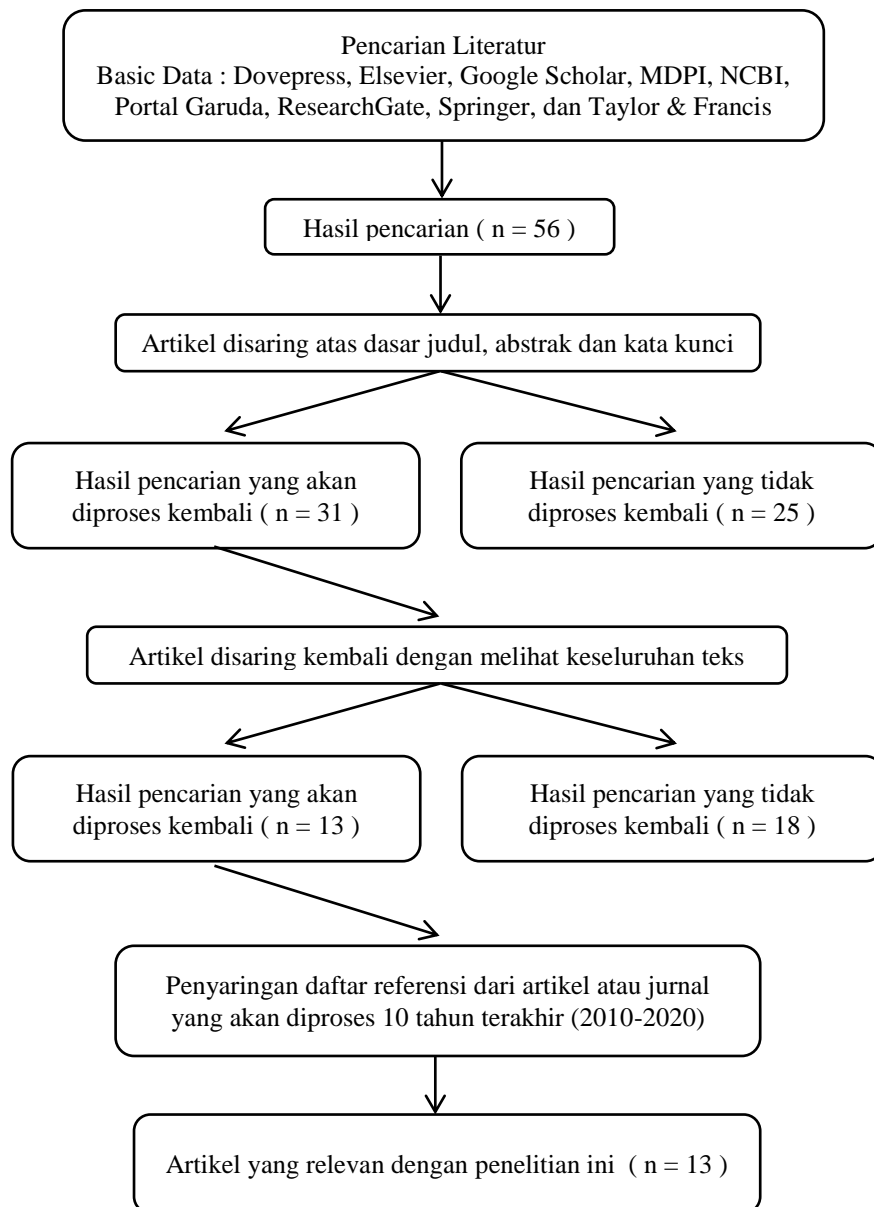 Pencarian Literatur
Basic Data : Dovepress, Elsevier, Google Scholar, MDPI, NCBI,
Portal Garuda, ResearchGate, Springer, dan Taylor & Francis
Hasil pencarian ( n = 56 )
Artikel disaring atas dasar judul, abstrak dan kata kunci
Hasil pencarian yang akan
diproses kembali ( n = 31 )
Hasil pencarian yang tidak
diproses kembali ( n = 25 )
Artikel disaring kembali dengan melihat keseluruhan teks
Hasil pencarian yang akan
diproses kembali ( n = 13 )
Hasil pencarian yang tidak
diproses kembali ( n = 18 )
Penyaringan daftar referensi dari artikel atau jurnal
yang akan diproses 10 tahun terakhir (2010-2020)
Artikel yang relevan dengan penelitian ini ( n = 13 )